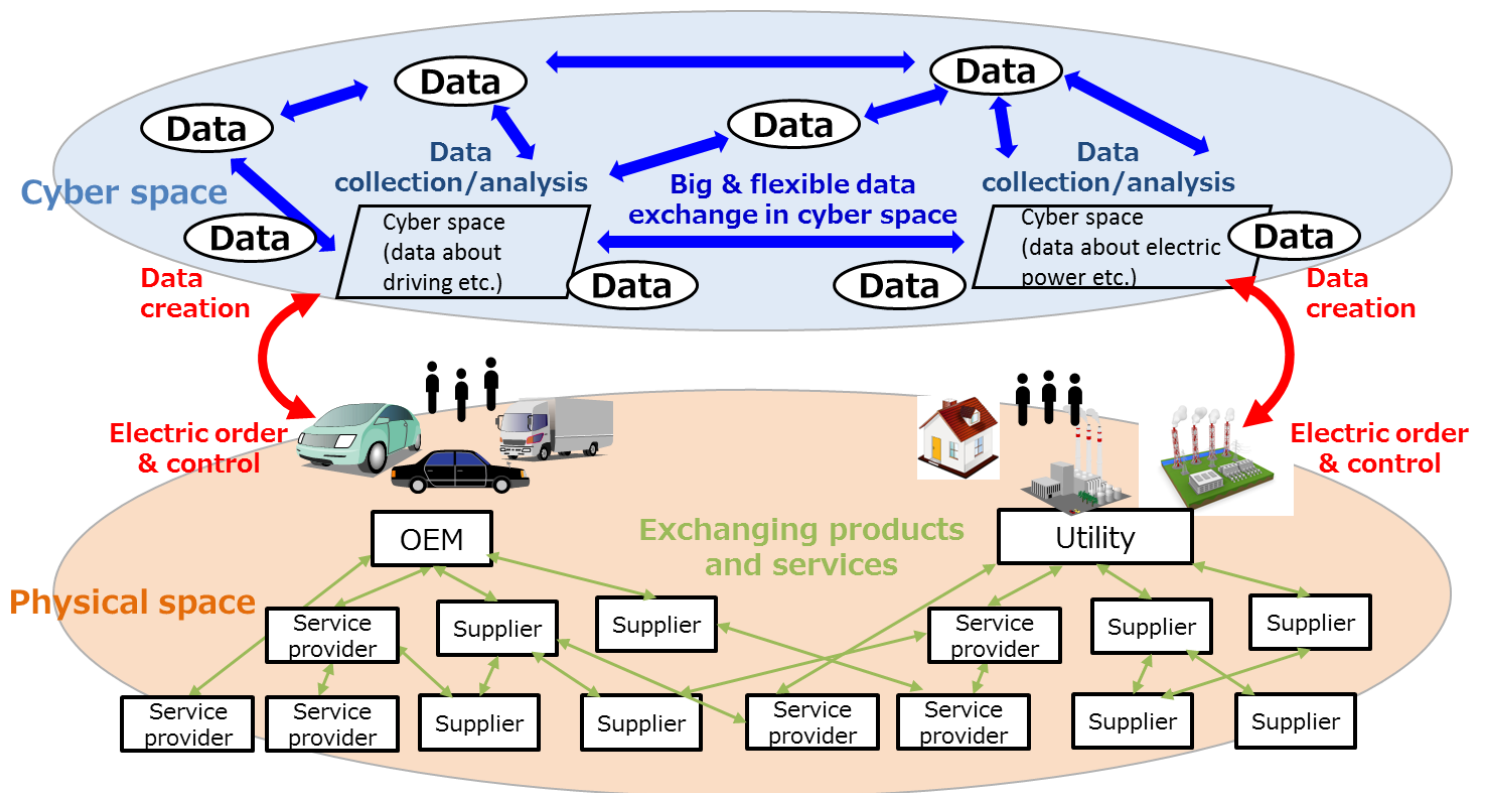 Data
Data
Data
Data
Data
collection/analysis
Data
collection/analysis
Cyber space
Big & flexible data
exchange in cyber space
Cyber space
(data about
driving etc.)
Cyber space
(data about electric
power etc.)
Data
Data
Data
Data
Data
creation
Data
creation
Electric order
& control
Electric order
& control
OEM
Exchanging products
and services
Utility
Physical space
Service
provider
Supplier
Supplier
Service
provider
Supplier
Supplier
Service
provider
Service
provider
Supplier
Supplier
Service
provider
Service
provider
Supplier
Supplier